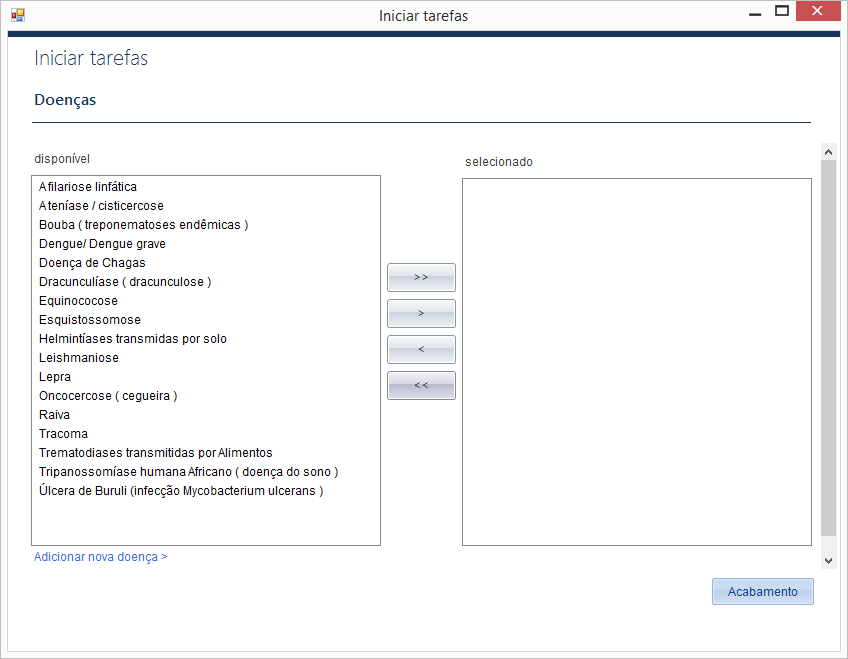 Iniciar tarefas
Iniciar tarefas
Doenças
disponível
selecionado
Afilariose linfática
Ateníase / cisticercose
Bouba ( treponematoses endêmicas )
Dengue/ Dengue grave
Doença de Chagas
Dracunculíase ( dracunculose )
Equinococose
Esquistossomose
Helmintíases transmidas por solo
Leishmaniose
Lepra
Oncocercose ( cegueira )
Raiva
Tracoma
Trematodiases transmitidas por Alimentos
Tripanossomíase humana Africano ( doença do sono )
Úlcera de Buruli (infecção Mycobacterium ulcerans )
>>
>
<
<<
Adicionar nova doença >
Acabamento